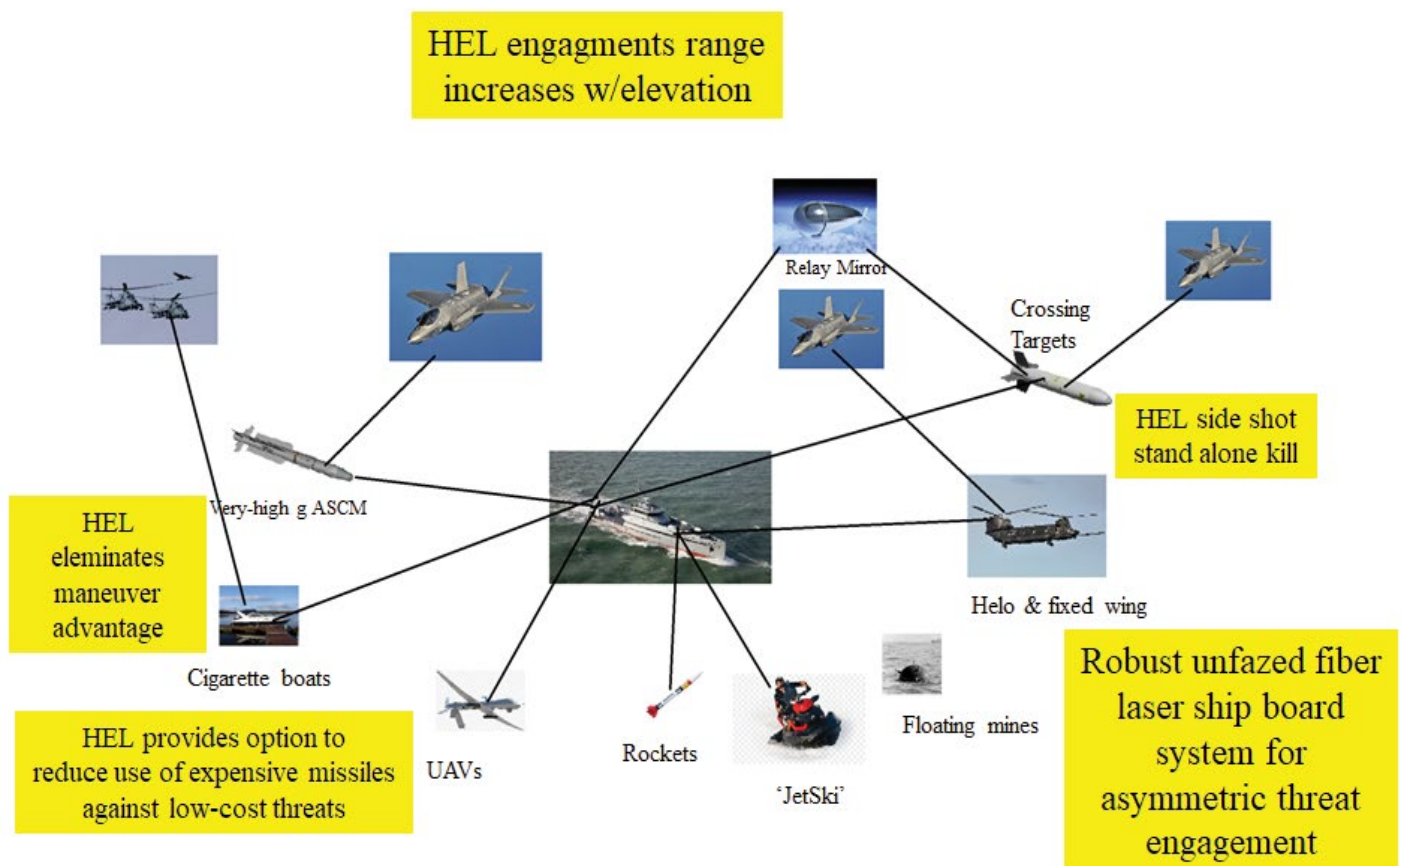 HEL engagments range
increases w/elevation
Relay Mirror
Crossing
Targets
HEL side shot
stand alone kill
Very-high g ASCM
HEL
eleminates
maneuver
advantage
Helo & fixed wing
Cigarette boats
Robust unfazed fiber
laser ship board
system for
asymmetric threat
engagement
HEL provides option to
reduce use of expensive missiles
against low-cost threats
UAVs
Rockets
‘JetSki’
Floating mines